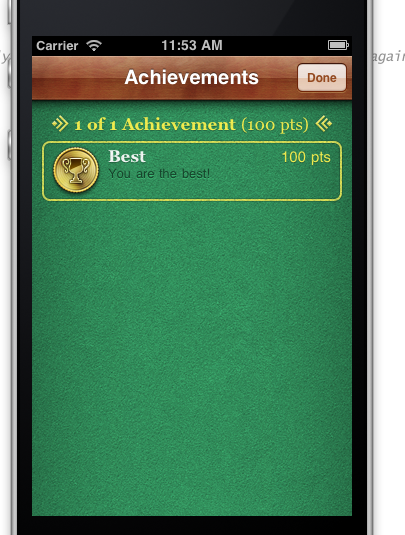 Carrier 11:53 AM
Achievements Done
1 of 1 Achievement (100 pts)
Best 100 pts
You are the best!
again